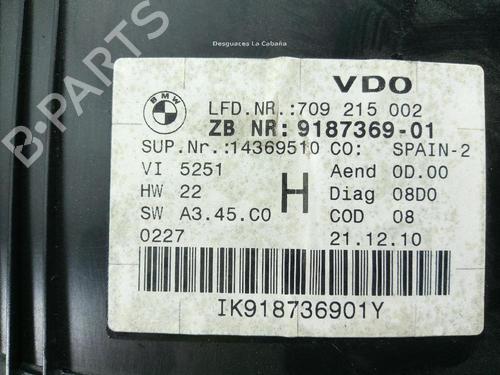 Desguaces La Cabaña
B-PARTS
BMW
VDO
LFD.NR.:709 215 002
ZB NR:9187369-01
SUP.Nr.:14369510 CO: SPAIN-2
VI 5251 Aend 0D.00
HW 22 H Diag 08D0
SW A3.45.C0 COD 08
0227 21.12.10
IK918736901Y